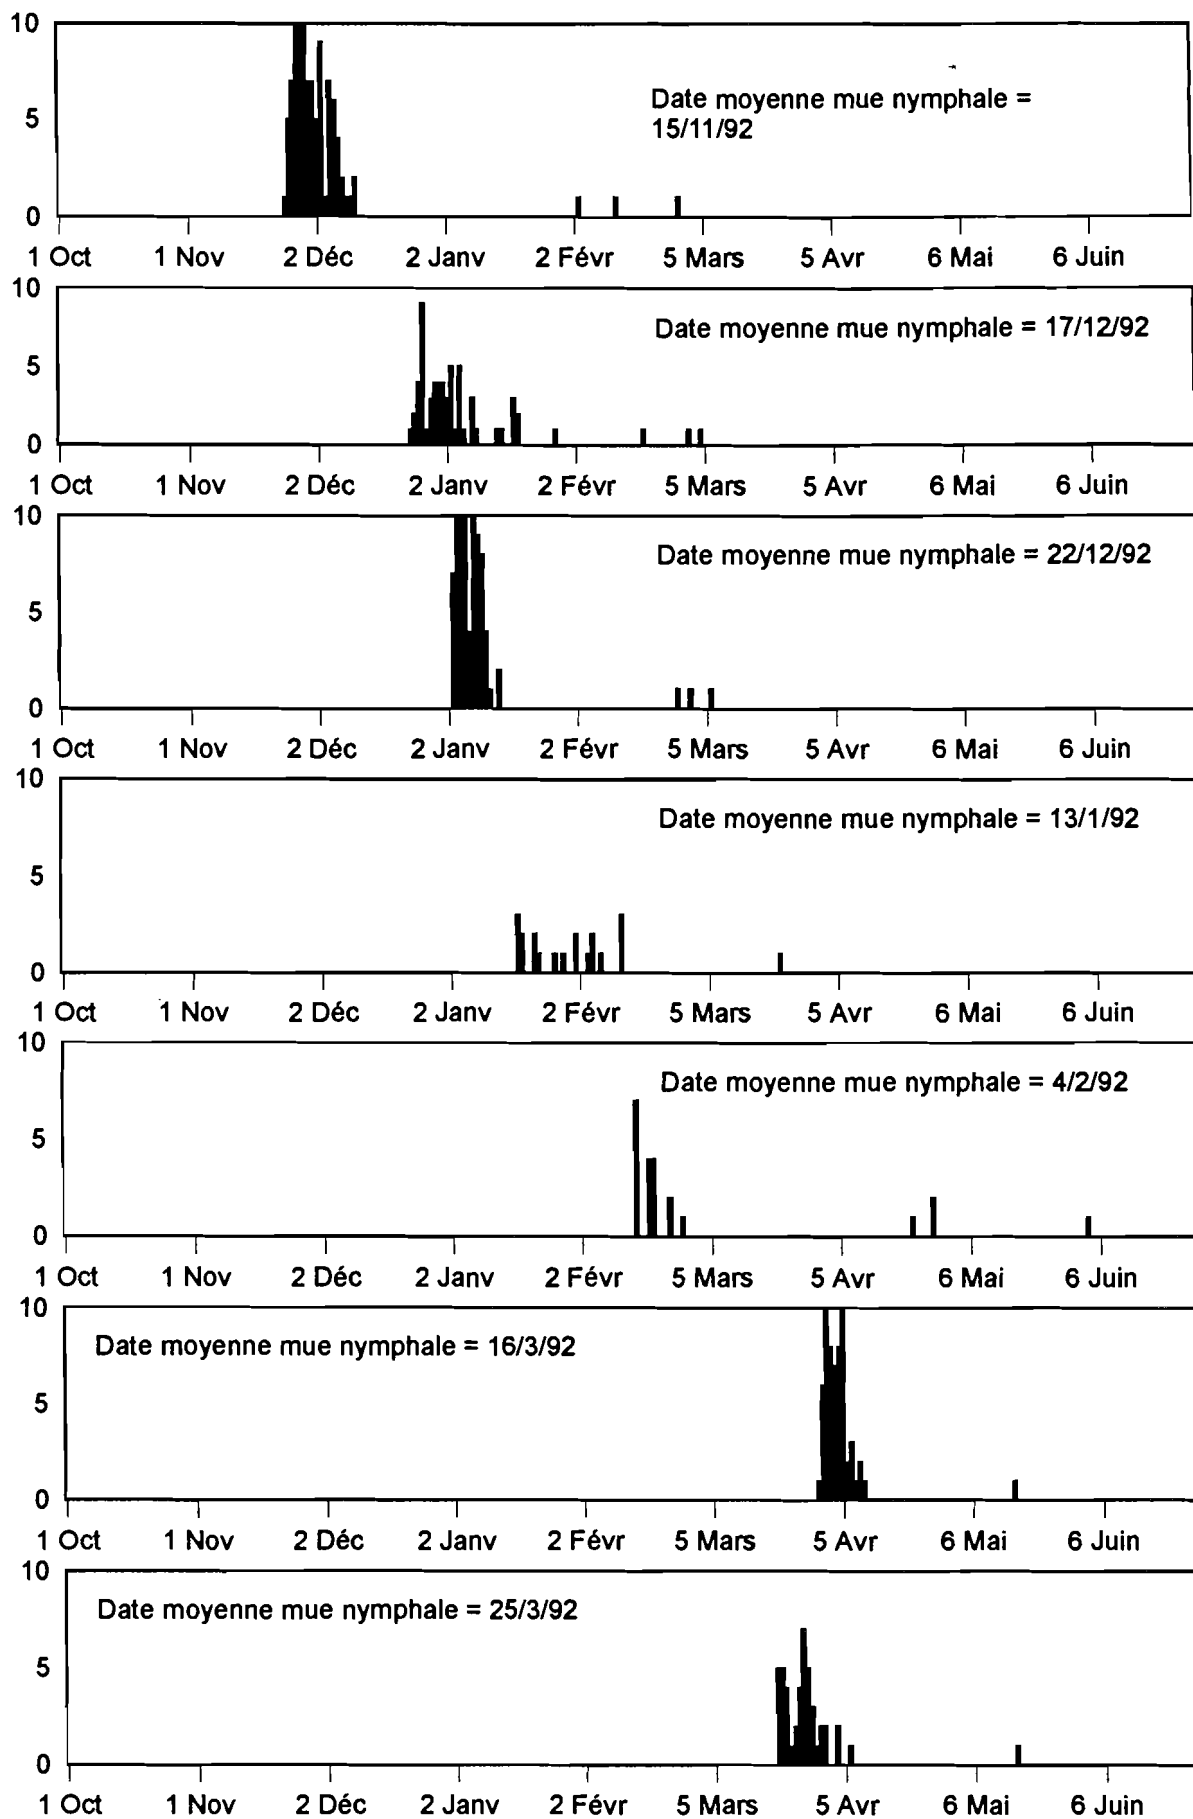 10
Date moyenne mue nymphale =
15/11/92
5
0
1 Oct 1 Nov 2 Déc 2 Janv 2 Févr 5 Mars 5 Avr 6 Mai 6 Juin
10
Date moyenne mue nymphale = 17/12/92
5
0
1 Oct 1 Nov 2 Déc 2 Janv 2 Févr 5 Mars 5 Avr 6 Mai 6 Juin
10
Date moyenne mue nymphale = 22/12/92
5
0
1 Oct 1 Nov 2 Déc 2 Janv 2 Févr 5 Mars 5 Avr 6 Mai 6 Juin
10
Date moyenne mue nymphale = 13/1/92
5
0
1 Oct 1 Nov 2 Déc 2 Janv 2 Févr 5 Mars 5 Avr 6 Mai 6 Juin
10
Date moyenne mue nymphale = 4/2/92
5
0
1 Oct 1 Nov 2 Déc 2 Janv 2 Févr 5 Mars 5 Avr 6 Mai 6 Juin
10
Date moyenne mue nymphale = 16/3/92
5
0
1 Oct 1 Nov 2 Déc 2 Janv 2 Févr 5 Mars 5 Avr 6 Mai 6 Juin
10
Date moyenne mue nymphale = 25/3/92
5
0
1 Oct 1 Nov 2 Déc 2 Janv 2 Févr 5 Mars 5 Avr 6 Mai 6 Juin